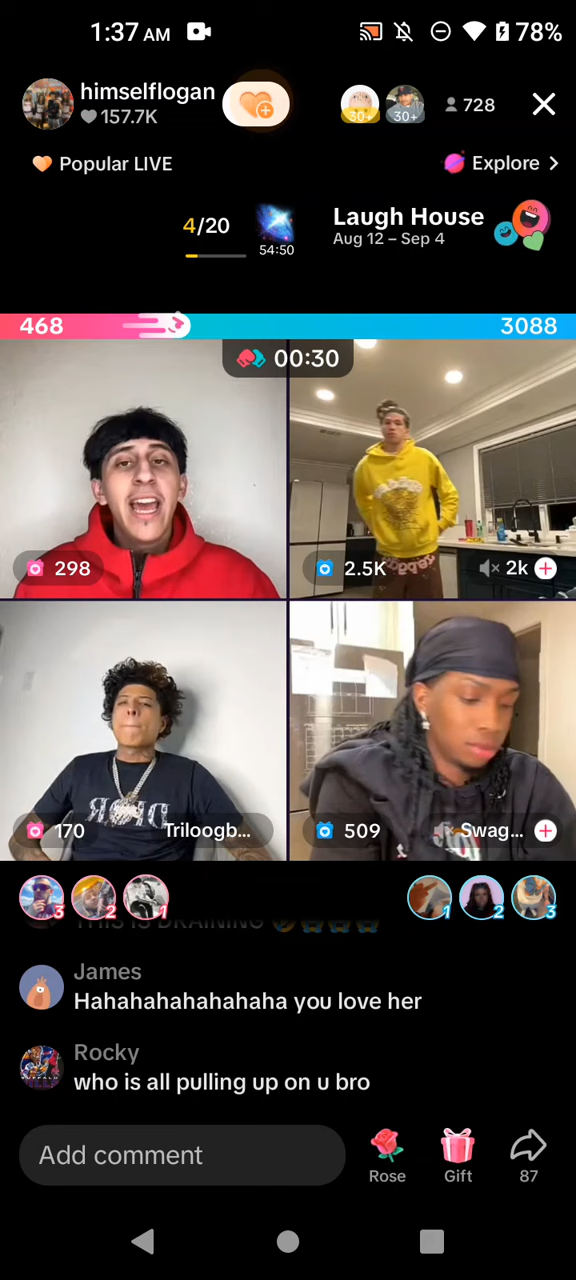 1:37 AM 78%
himselflogan
157.7K
30+ 30+ 728
Popular LIVE Explore
4/20
54:50
Laugh House
Aug 12 – Sep 4
468 3088
00:30
298 2.5K 2k
170 Triloogb... 509 Swag...
3 2 1 1 2 3
THIS IS DRAINING
James
Hahahahahahahaha you love her
Rocky
who is all pulling up on u bro
Add comment
Rose Gift 87